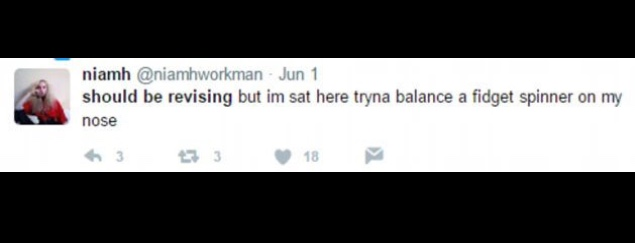 niamh @niamhworkman · Jun 1
should be revising but im sat here tryna balance a fidget spinner on my
nose
3 3 18